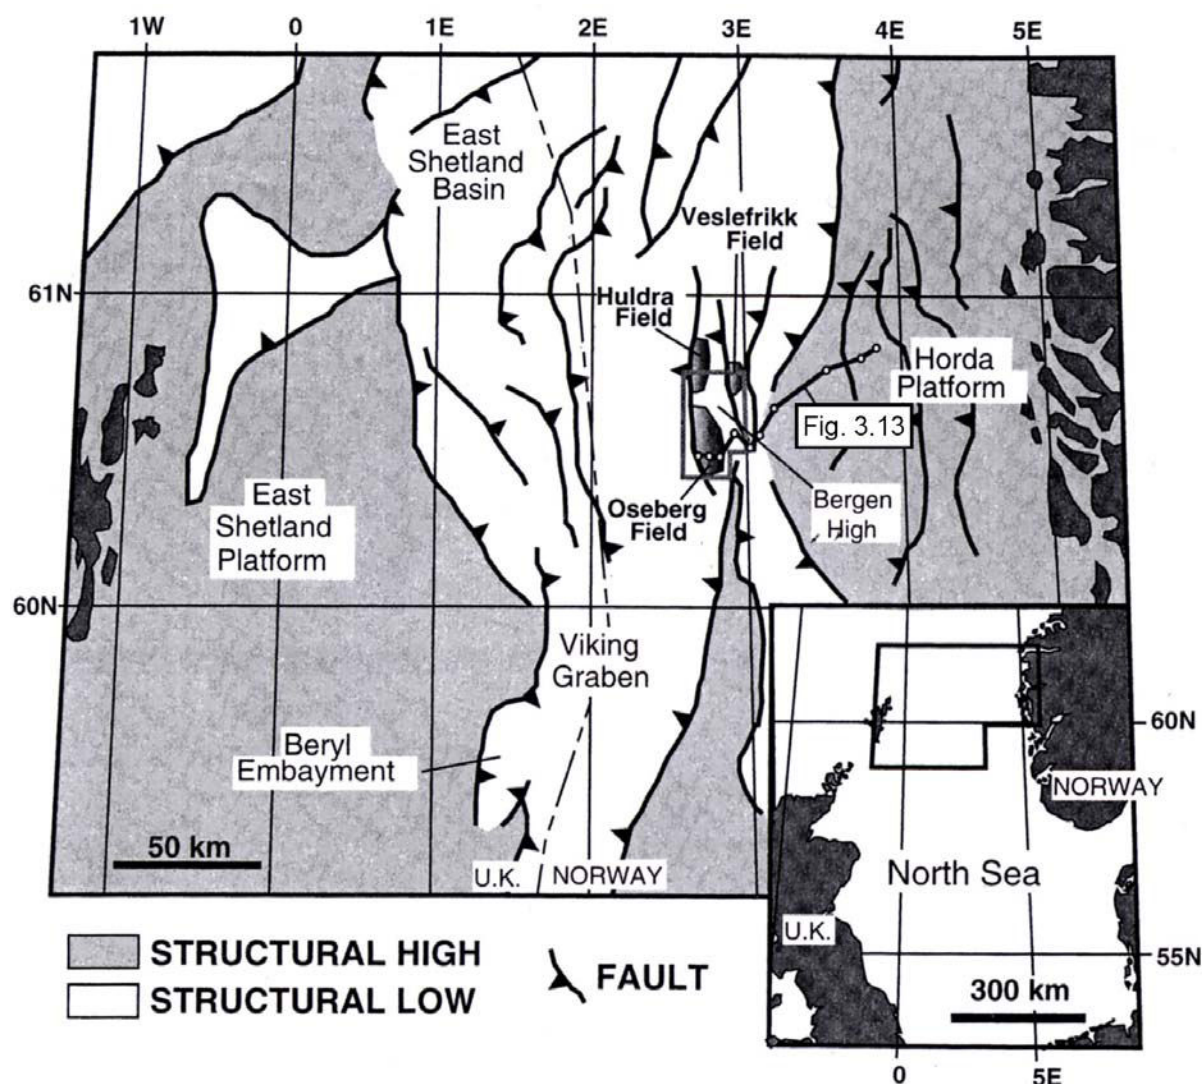 1W 0 1E 2E 3E 4E 5E
East
Shetland
Basin
Veslefrikk
Field
61N
Huldra
Field
Horda
Platform
Fig. 3.13
East
Shetland
Platform
Oseberg
Field
Bergen
High
60N
Viking
Graben
Beryl
Embayment
50 km
U.K. NORWAY
60N
NORWAY
North Sea
U.K.
55N
300 km
0 5E
STRUCTURAL HIGH
STRUCTURAL LOW
FAULT